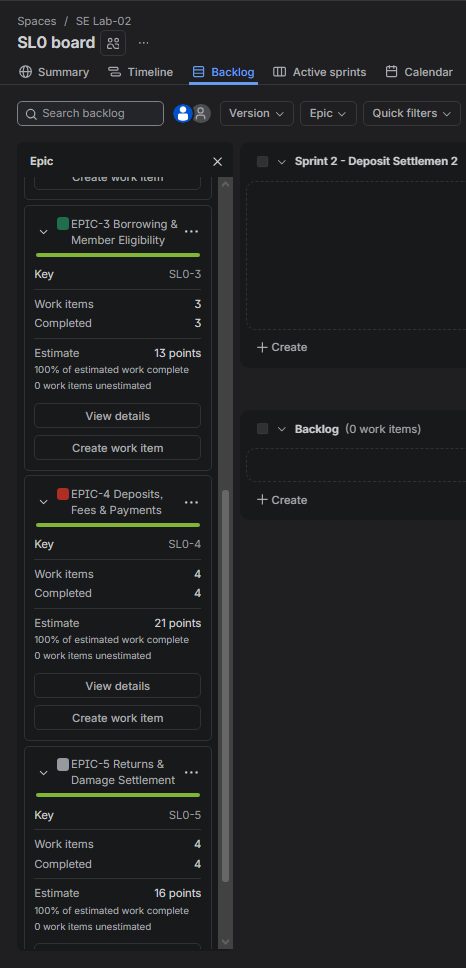 Spaces / SE Lab-02
SL0 board
Summary Timeline Backlog Active sprints Calendar
Search backlog Version Epic Quick filters
Epic
Create work item
EPIC-3 Borrowing &
Member Eligibility
Key SL0-3
Work items 3
Completed 3
Estimate 13 points
100% of estimated work complete
0 work items unestimated
View details
Create work item
EPIC-4 Deposits,
Fees & Payments
Key SL0-4
Work items 4
Completed 4
Estimate 21 points
100% of estimated work complete
0 work items unestimated
View details
Create work item
EPIC-5 Returns &
Damage Settlement
Key SL0-5
Work items 4
Completed 4
Estimate 16 points
100% of estimated work complete
0 work items unestimated
Sprint 2 - Deposit Settlemen 2
+ Create
Backlog (0 work items)
+ Create